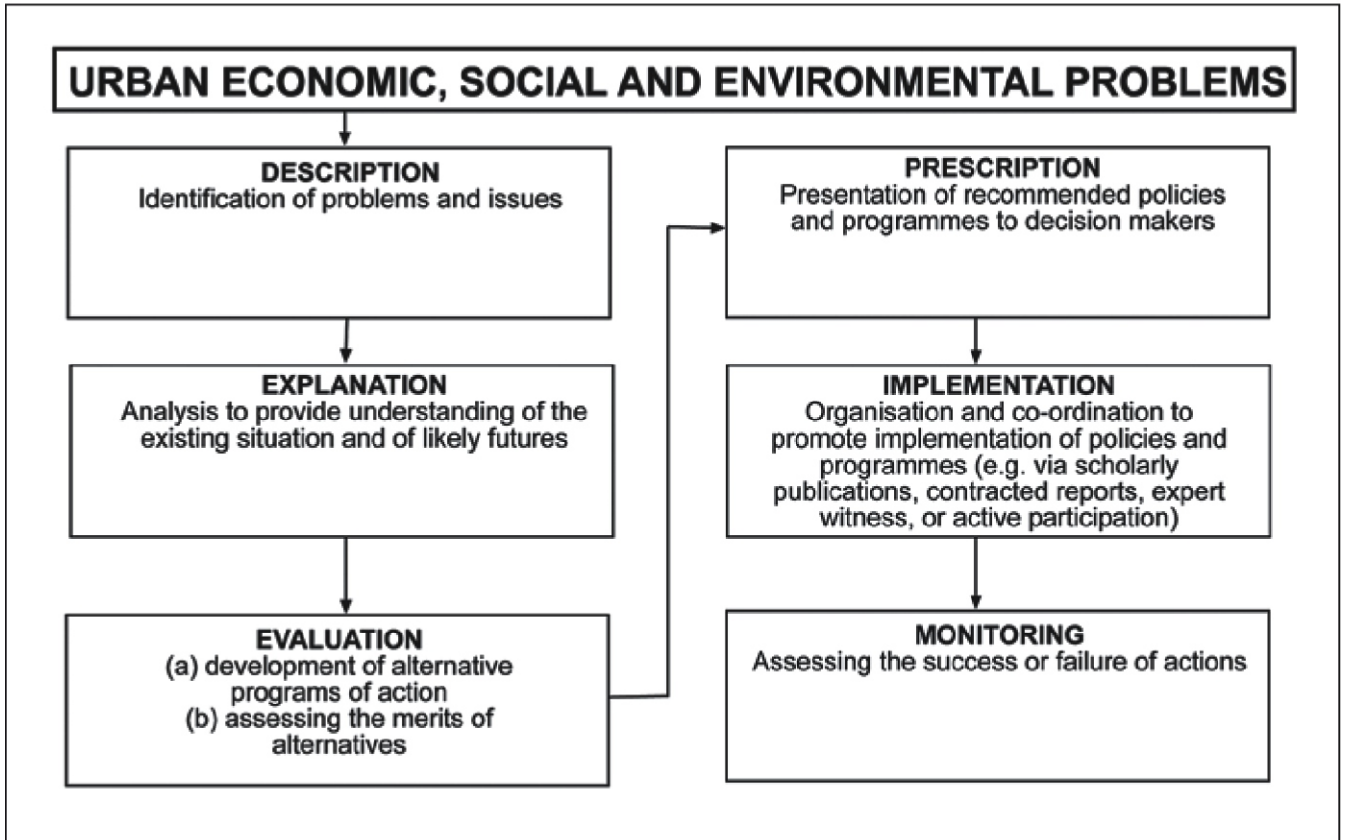 URBAN ECONOMIC, SOCIAL AND ENVIRONMENTAL PROBLEMS
DESCRIPTION
Identification of problems and issues
EXPLANATION
Analysis to provide understanding of the
existing situation and of likely futures
EVALUATION
(a) development of alternative
programs of action
(b) assessing the merits of
alternatives
PRESCRIPTION
Presentation of recommended policies
and programmes to decision makers
IMPLEMENTATION
Organisation and co-ordination to
promote implementation of policies and
programmes (e.g. via scholarly
publications, contracted reports, expert
witness, or active participation)
MONITORING
Assessing the success or failure of actions